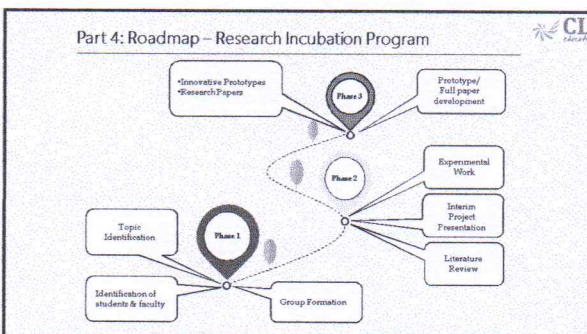 Part 4: Roadmap – Research Incubation Program
CL
•Innovative Prototypes
•Research Papers
Phase 3
Prototype/
Full paper
development
Phase 2
Experimental
Work
Interim
Project
Presentation
Literature
Review
Topic
Identification
Phase 1
Identification of
students & faculty
Group Formation